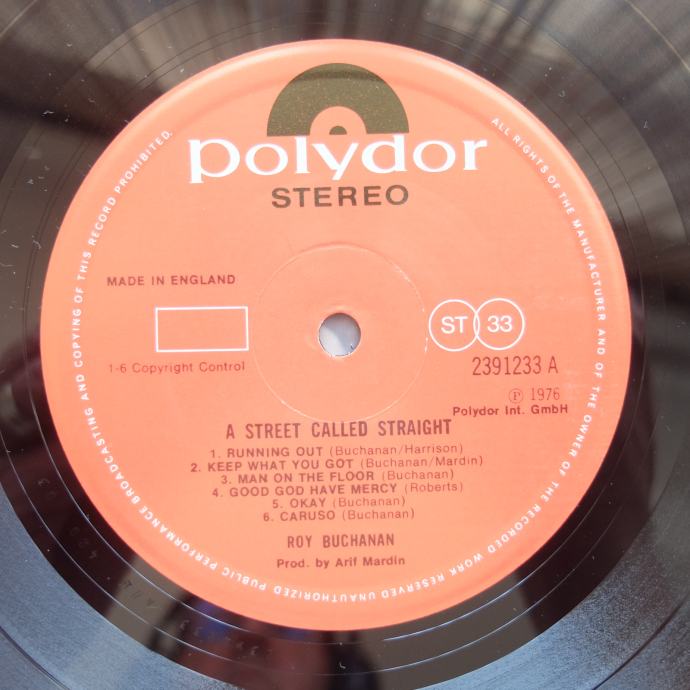 polydor
STEREO
MADE IN ENGLAND
ST 33
1-6 Copyright Control
2391233 A
Ⓟ 1976
Polydor Int. GmbH
A STREET CALLED STRAIGHT
1. RUNNING OUT (Buchanan/Harrison)
2. KEEP WHAT YOU GOT (Buchanan/Mardin)
3. MAN ON THE FLOOR (Buchanan)
4. GOOD GOD HAVE MERCY (Roberts)
5. OKAY (Buchanan)
6. CARUSO (Buchanan)
ROY BUCHANAN
Prod. by Arif Mardin
ALL RIGHTS OF THE MANUFACTURER AND OF THE OWNER OF THE RECORDED WORK RESERVED UNAUTHORIZED PUBLIC PERFORMANCE BROADCASTING AND COPYING OF THIS RECORD PROHIBITED.